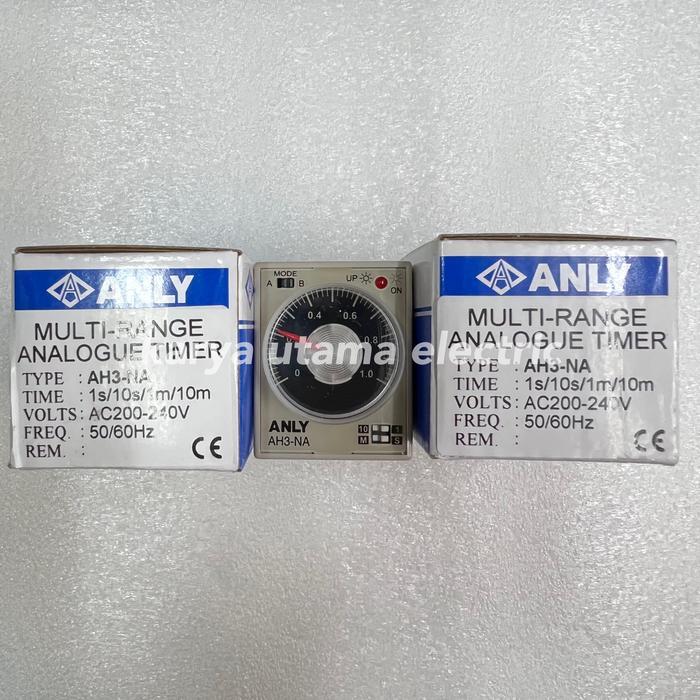 ANLY
MULTI-RANGE
ANALOGUE TIMER
TYPE : AH3-NA
TIME : 1s/10s/1m/10m
VOLTS : AC200-240V
FREQ. : 50/60Hz
REM. :
CE
MODE
A B
UP
ON
0.4 0.6
0.8
0 1.0
ANLY
AH3-NA
10 1
M S
ANLY
MULTI-RANGE
ANALOGUE TIMER
TYPE : AH3-NA
TIME : 1s/10s/1m/10m
VOLTS : AC200-240V
FREQ. : 50/60Hz
REM. :
CE
surya utama electric